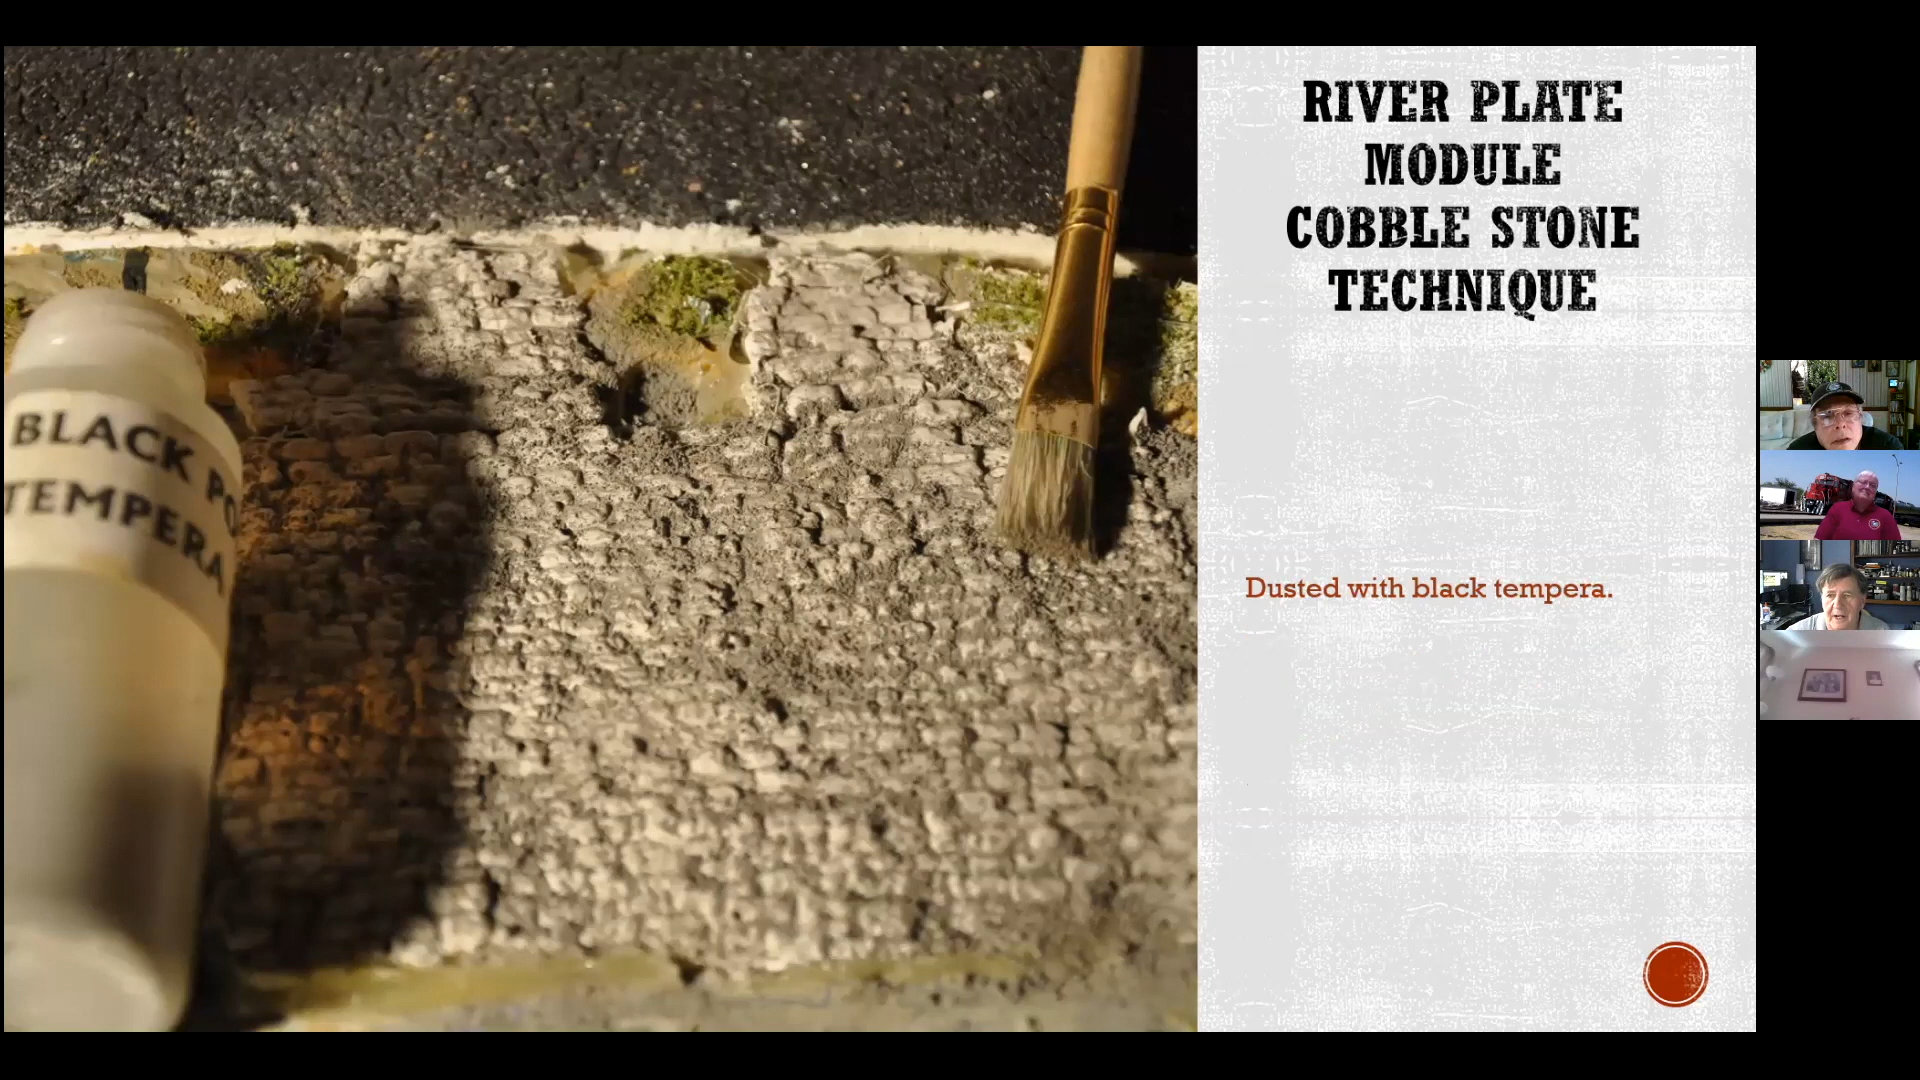 RIVER PLATE
MODULE
COBBLE STONE
TECHNIQUE
Dusted with black tempera.
BLACK
TEMPERA